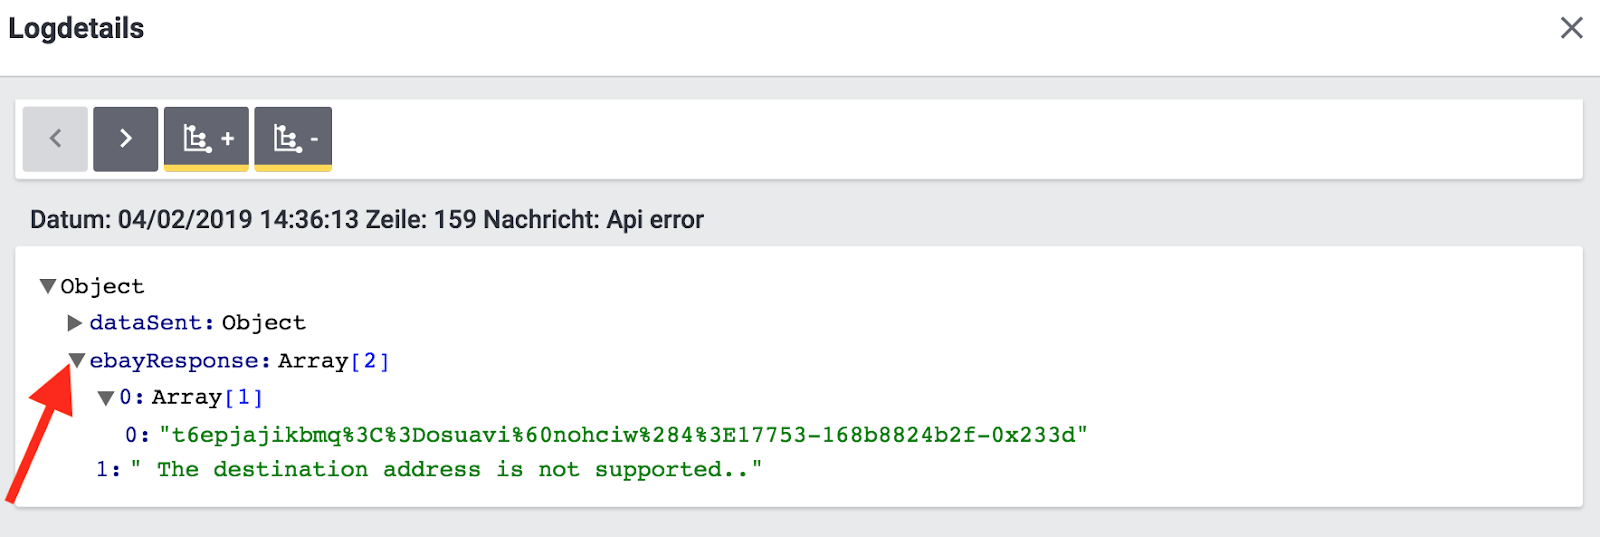 Logdetails
+ -
Datum: 04/02/2019 14:36:13 Zeile: 159 Nachricht: Api error
Object
dataSent: Object
ebayResponse: Array[2]
0: Array[1]
0: "t6epjajikbmq%3C%3Dosuavi%60nohciw%284%3E17753-168b8824b2f-0x233d"
1: " The destination address is not supported.."